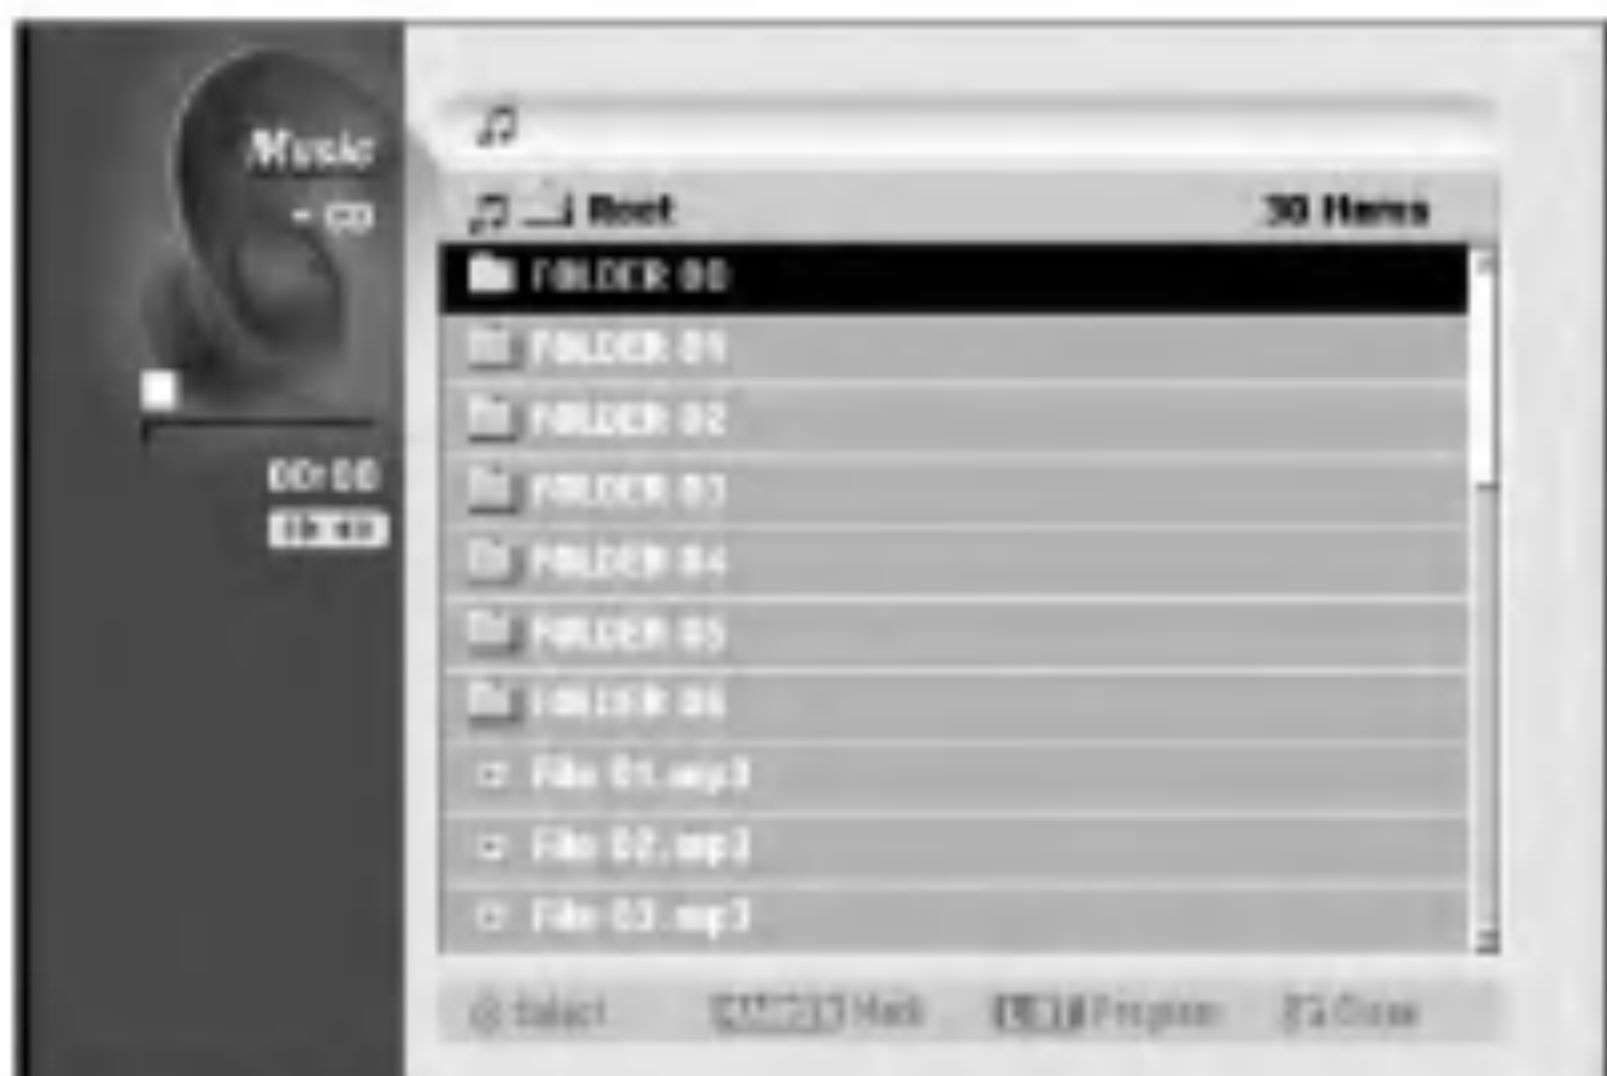 Music
- CD
00:00
Root
30 Items
FOLDER 00
FOLDER 01
FOLDER 02
FOLDER 03
FOLDER 04
FOLDER 05
FOLDER 06
File 01.mp3
File 02.mp3
File 03.mp3
Select Mark Program Close